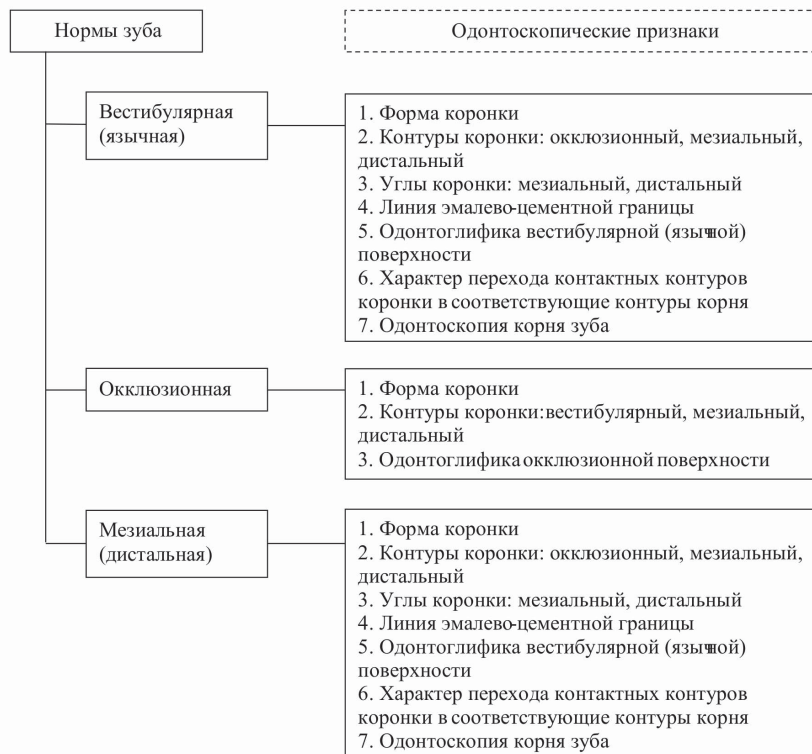 Нормы зуба
Одонтоскопические признаки
Вестибулярная
(язычная)
1. Форма коронки
2. Контуры коронки: окклюзионный, мезиальный,
дистальный
3. Углы коронки: мезиальный, дистальный
4. Линия эмалево-цементной границы
5. Одонтоглифика вестибулярной (язычной)
поверхности
6. Характер перехода контактных контуров
коронки в соответствующие контуры корня
7. Одонтоскопия корня зуба
Окклюзионная
1. Форма коронки
2. Контуры коронки: вестибулярный, мезиальный,
дистальный
3. Одонтоглифика окклюзионной поверхности
Мезиальная
(дистальная)
1. Форма коронки
2. Контуры коронки: окклюзионный, мезиальный,
дистальный
3. Углы коронки: мезиальный, дистальный
4. Линия эмалево-цементной границы
5. Одонтоглифика вестибулярной (язычной)
поверхности
6. Характер перехода контактных контуров
коронки в соответствующие контуры корня
7. Одонтоскопия корня зуба